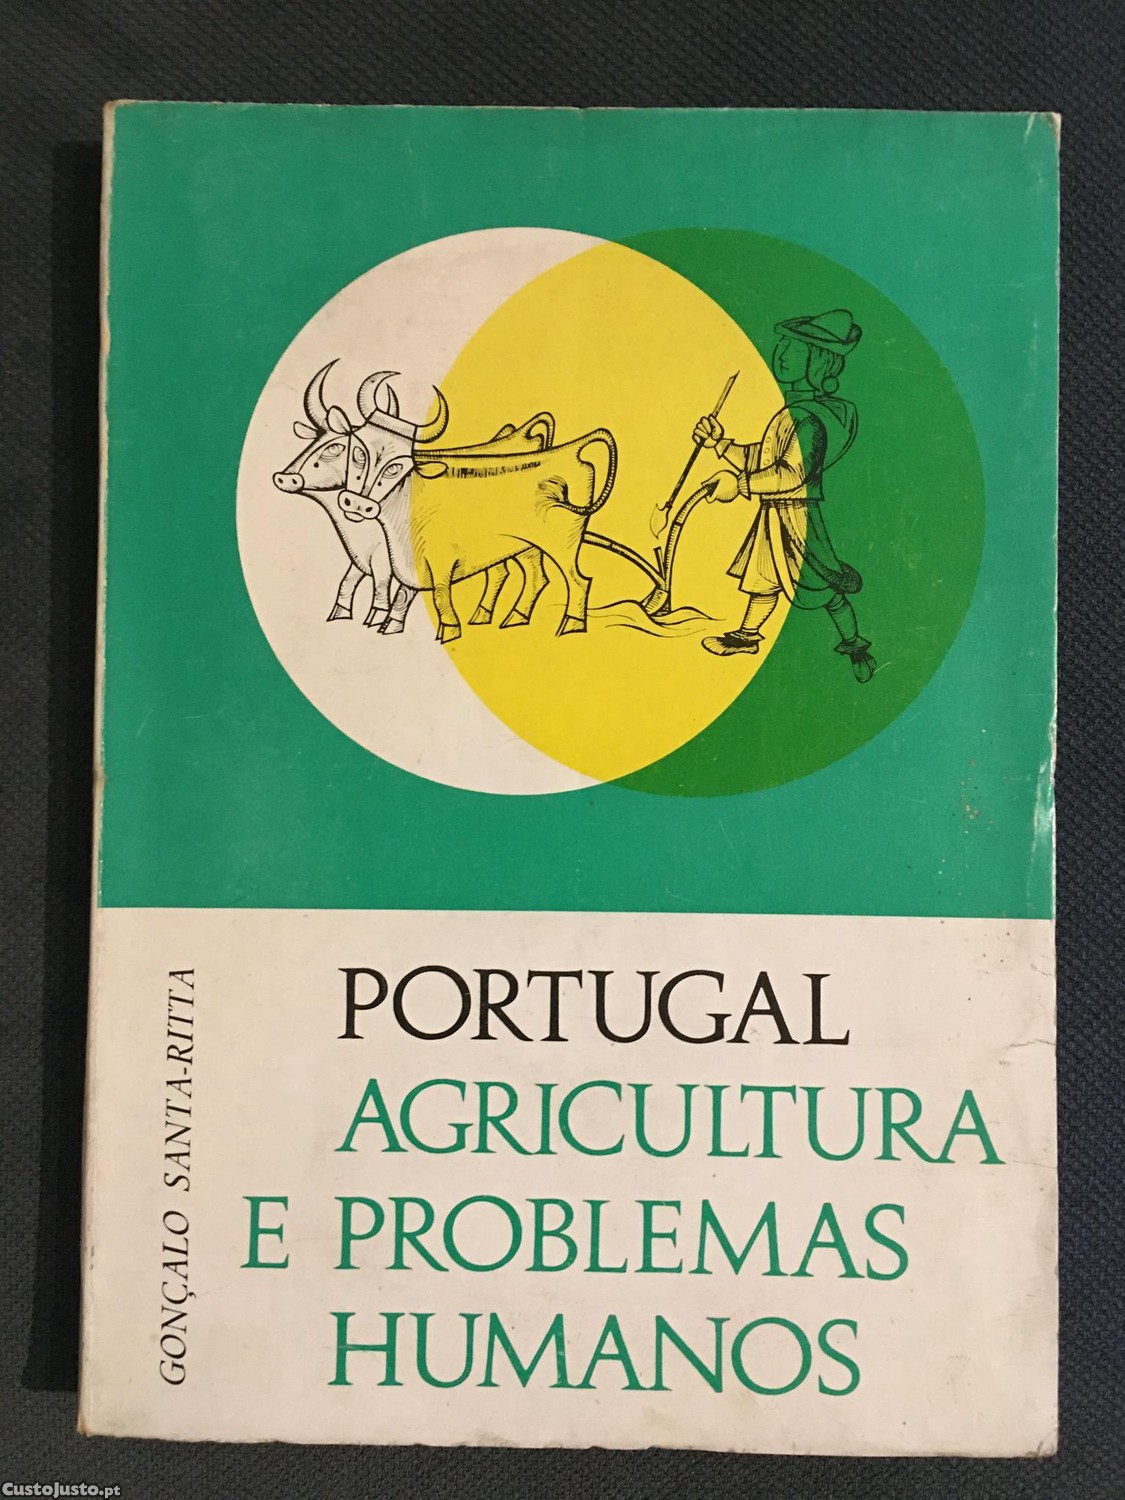 GONÇALO SANTA-RITTA
PORTUGAL
AGRICULTURA
E PROBLEMAS
HUMANOS
CustoJusto.pt